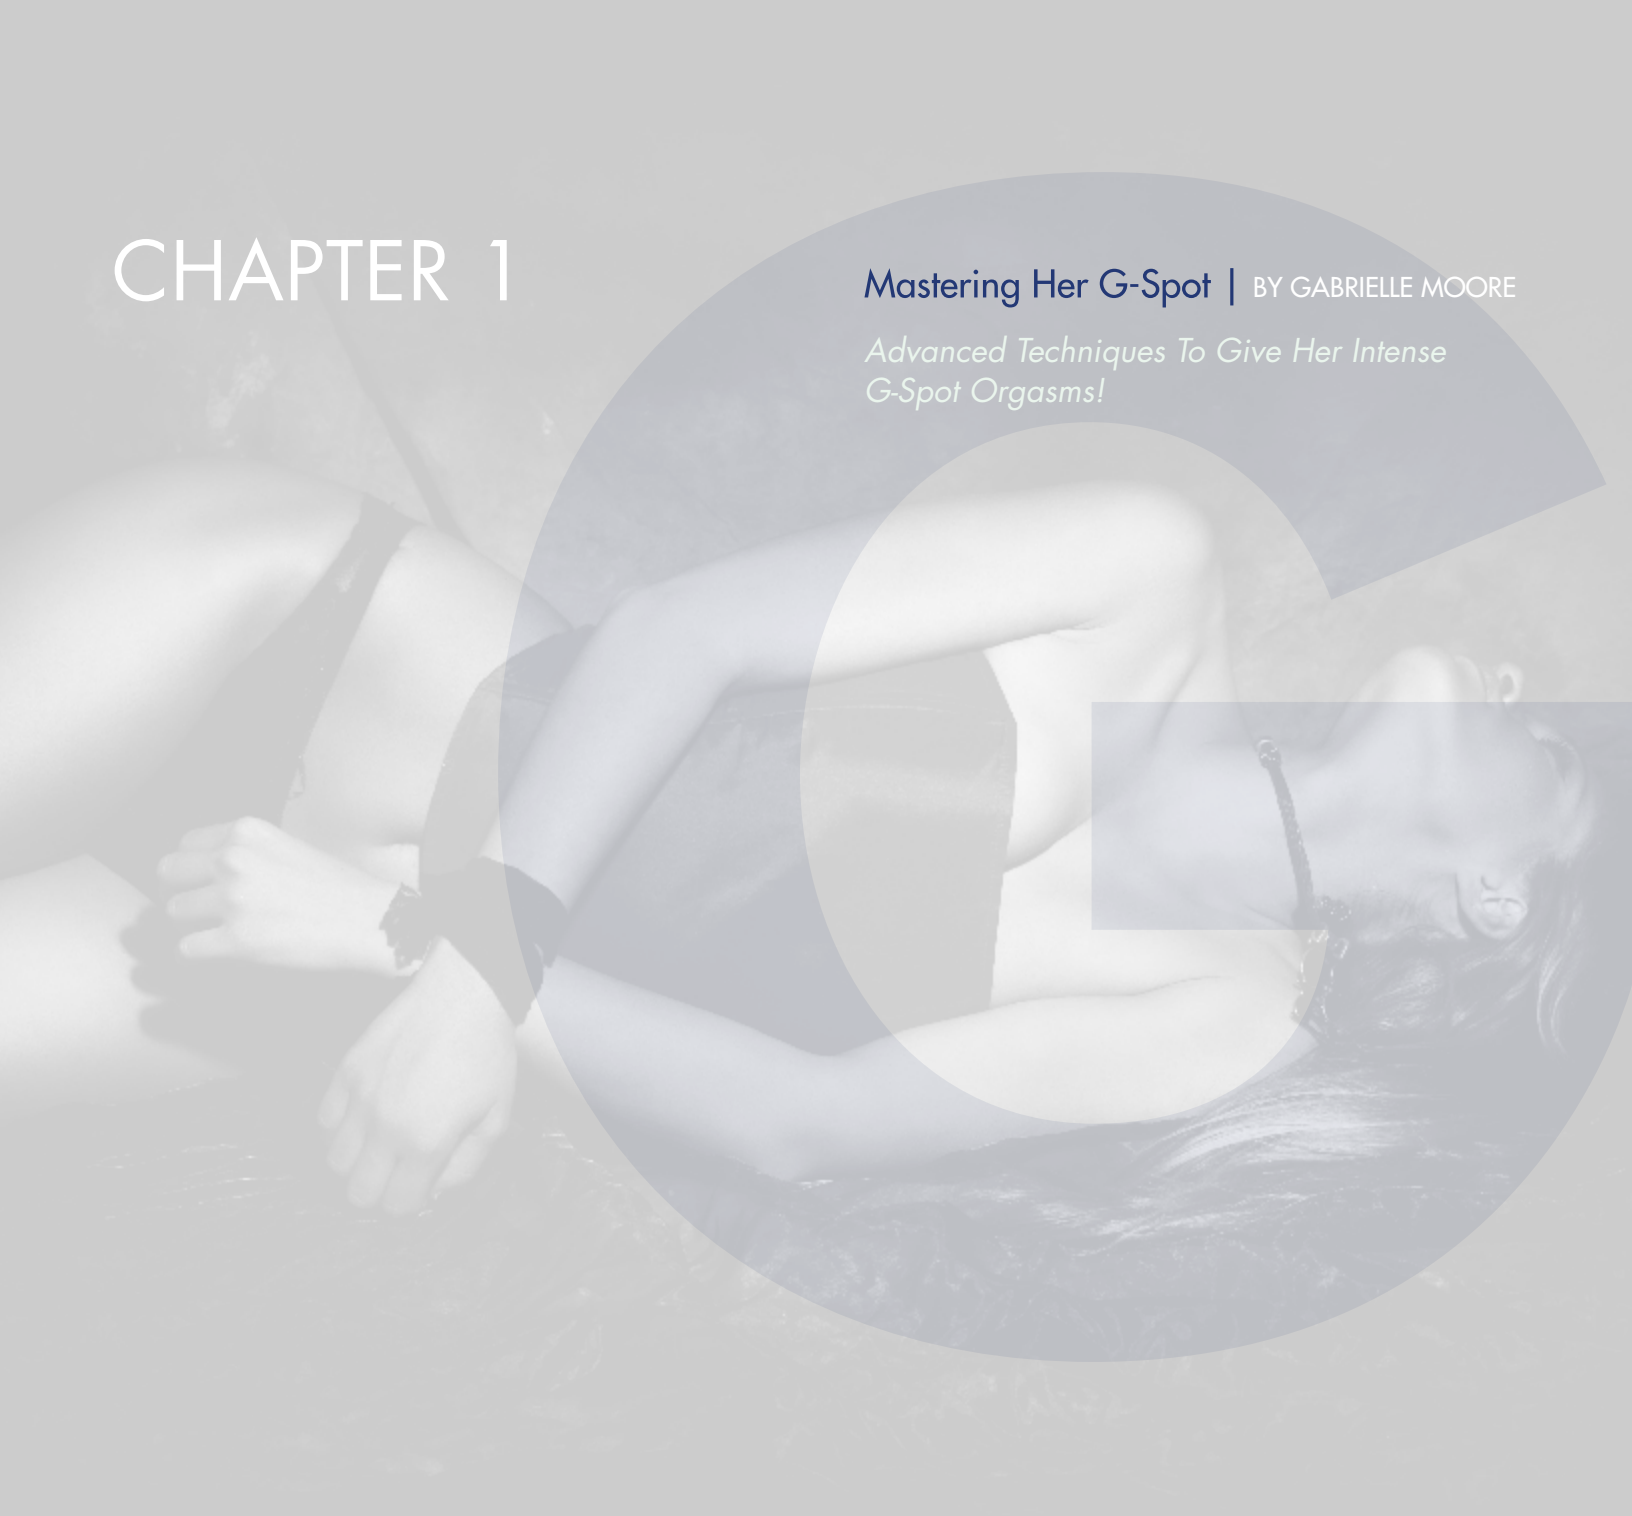 CHAPTER 1
Mastering Her G-Spot | BY GABRIELLE MOORE
Advanced Techniques To Give Her Intense
G-Spot Orgasms!
G